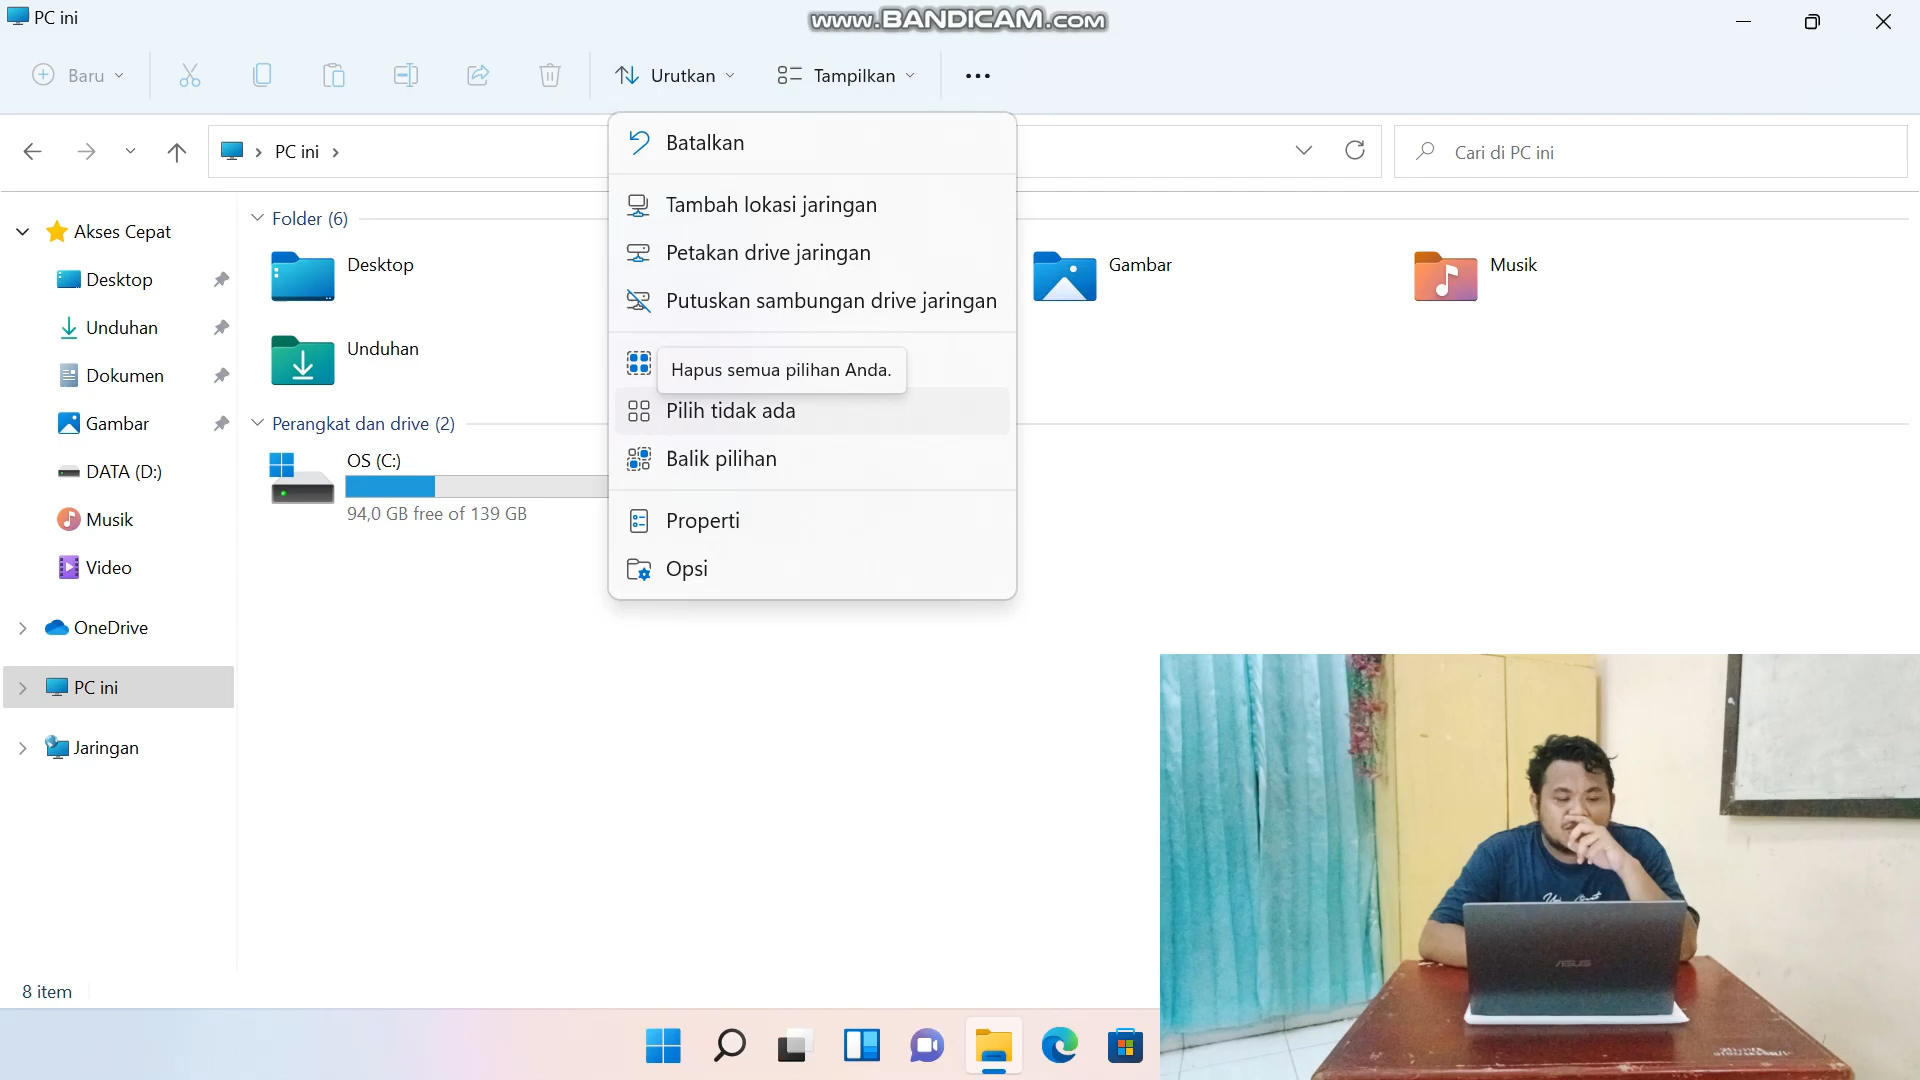 PC ini
www.BANDICAM.com
Baru
Urutkan
Tampilkan
PC ini
Cari di PC ini
Batalkan
Tambah lokasi jaringan
Petakan drive jaringan
Putuskan sambungan drive jaringan
Hapus semua pilihan Anda.
Pilih tidak ada
Balik pilihan
Properti
Opsi
Akses Cepat
Desktop
Unduhan
Dokumen
Gambar
DATA (D:)
Musik
Video
OneDrive
PC ini
Jaringan
Folder (6)
Desktop
Gambar
Musik
Unduhan
Perangkat dan drive (2)
OS (C:)
94,0 GB free of 139 GB
8 item
ASUS